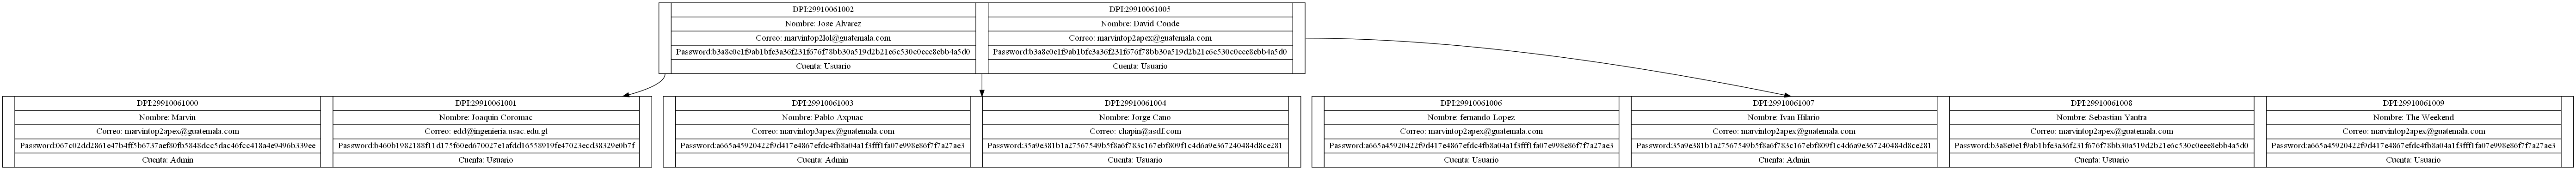 DPI:29910061002
Nombre: Jose Alvarez
Correo: marvintop2lol@guatemala.com
Password:b3a8e0e1f9ab1bfe3a36f231f676f78bb30a519d2b21e6c530c0eee8ebb4a5d0
Cuenta: Usuario
DPI:29910061005
Nombre: David Conde
Correo: marvintop2apex@guatemala.com
Password:b3a8e0e1f9ab1bfe3a36f231f676f78bb30a519d2b21e6c530c0eee8ebb4a5d0
Cuenta: Usuario
DPI:29910061000
Nombre: Marvin
Correo: marvintop2apex@guatemala.com
Password:067c02dd2861e47b4ff5b6737aef80fb5848dcc5dac46fcc418a4e9496b339ee
Cuenta: Admin
DPI:29910061001
Nombre: Joaquin Coromac
Correo: edd@ingenieria.usac.edu.gt
Password:b460b1982188f11d175f60ed670027e1afdd16558919fe47023ecd38329e0b7f
Cuenta: Usuario
DPI:29910061003
Nombre: Pablo Axpuac
Correo: marvintop3apex@guatemala.com
Password:a665a45920422f9d417e4867efdc4fb8a04a1f3fff1fa07e998e86f7f7a27ae3
Cuenta: Admin
DPI:29910061004
Nombre: Jorge Cano
Correo: chapin@asdf.com
Password:35a9e381b1a27567549b5f8a6f783c167ebf809f1c4d6a9e367240484d8ce281
Cuenta: Usuario
DPI:29910061006
Nombre: fernando Lopez
Correo: marvintop2apex@guatemala.com
Password:a665a45920422f9d417e4867efdc4fb8a04a1f3fff1fa07e998e86f7f7a27ae3
Cuenta: Usuario
DPI:29910061007
Nombre: Ivan Hilario
Correo: marvintop2apex@guatemala.com
Password:35a9e381b1a27567549b5f8a6f783c167ebf809f1c4d6a9e367240484d8ce281
Cuenta: Admin
DPI:29910061008
Nombre: Sebastian Yantra
Correo: marvintop2apex@guatemala.com
Password:b3a8e0e1f9ab1bfe3a36f231f676f78bb30a519d2b21e6c530c0eee8ebb4a5d0
Cuenta: Usuario
DPI:29910061009
Nombre: The Weekend
Correo: marvintop2apex@guatemala.com
Password:a665a45920422f9d417e4867efdc4fb8a04a1f3fff1fa07e998e86f7f7a27ae3
Cuenta: Usuario